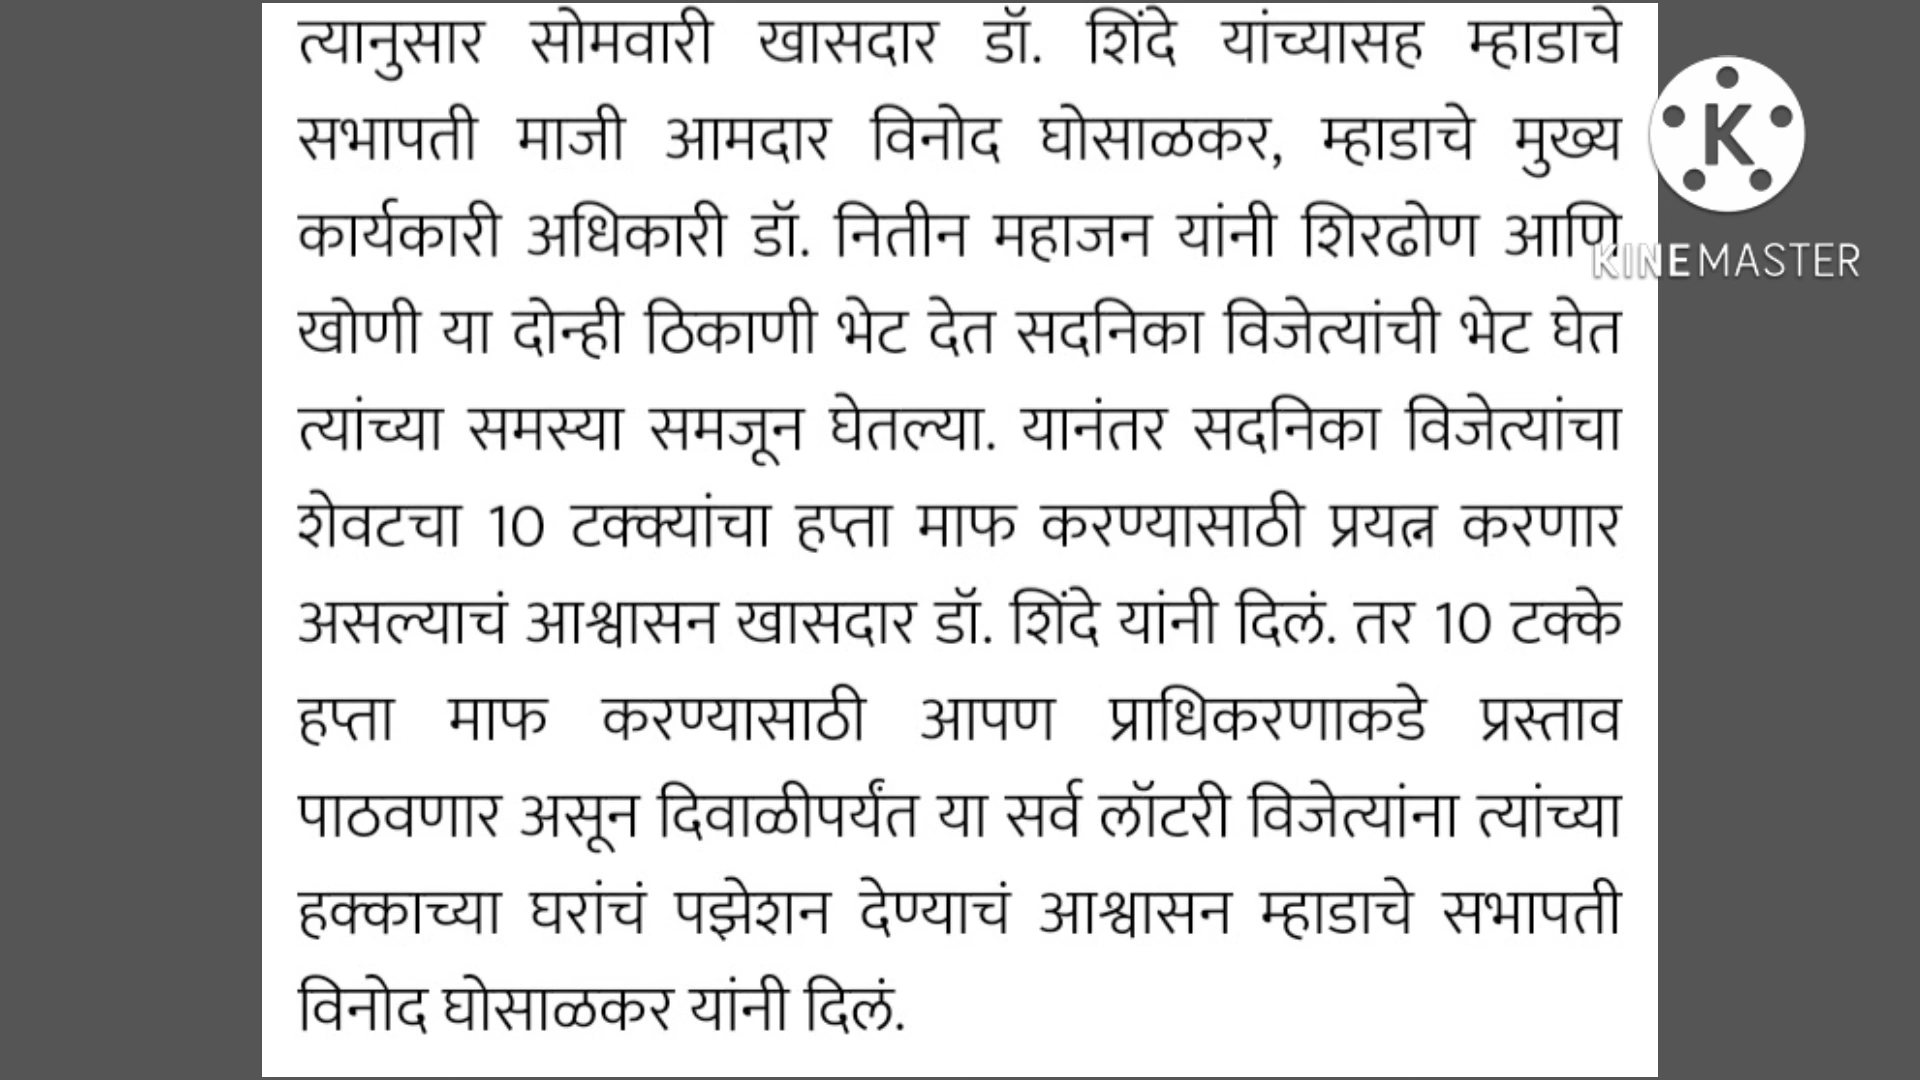 त्यानुसार सोमवारी खासदार डॉ. शिंदे यांच्यासह म्हाडाचे
सभापती माजी आमदार विनोद घोसाळकर, म्हाडाचे मुख्य
कार्यकारी अधिकारी डॉ. नितीन महाजन यांनी शिरढोण आणि
खोणी या दोन्ही ठिकाणी भेट देत सदनिका विजेत्यांची भेट घेत
त्यांच्या समस्या समजून घेतल्या. यानंतर सदनिका विजेत्यांचा
शेवटचा 10 टक्क्यांचा हप्ता माफ करण्यासाठी प्रयत्न करणार
असल्याचं आश्वासन खासदार डॉ. शिंदे यांनी दिलं. तर 10 टक्के
हप्ता माफ करण्यासाठी आपण प्राधिकरणाकडे प्रस्ताव
पाठवणार असून दिवाळीपर्यंत या सर्व लॉटरी विजेत्यांना त्यांच्या
हक्काच्या घरांचं पझेशन देण्याचं आश्वासन म्हाडाचे सभापती
विनोद घोसाळकर यांनी दिलं.
K
KINEMASTER